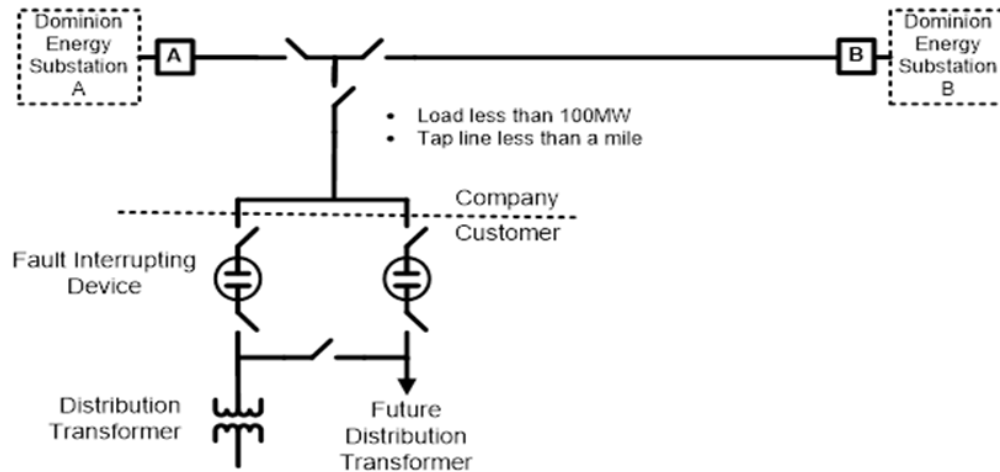 Dominion
Energy
Substation
A
A
B
Dominion
Energy
Substation
B
• Load less than 100MW
• Tap line less than a mile
Company
Customer
Fault Interrupting
Device
Distribution
Transformer
Future
Distribution
Transformer